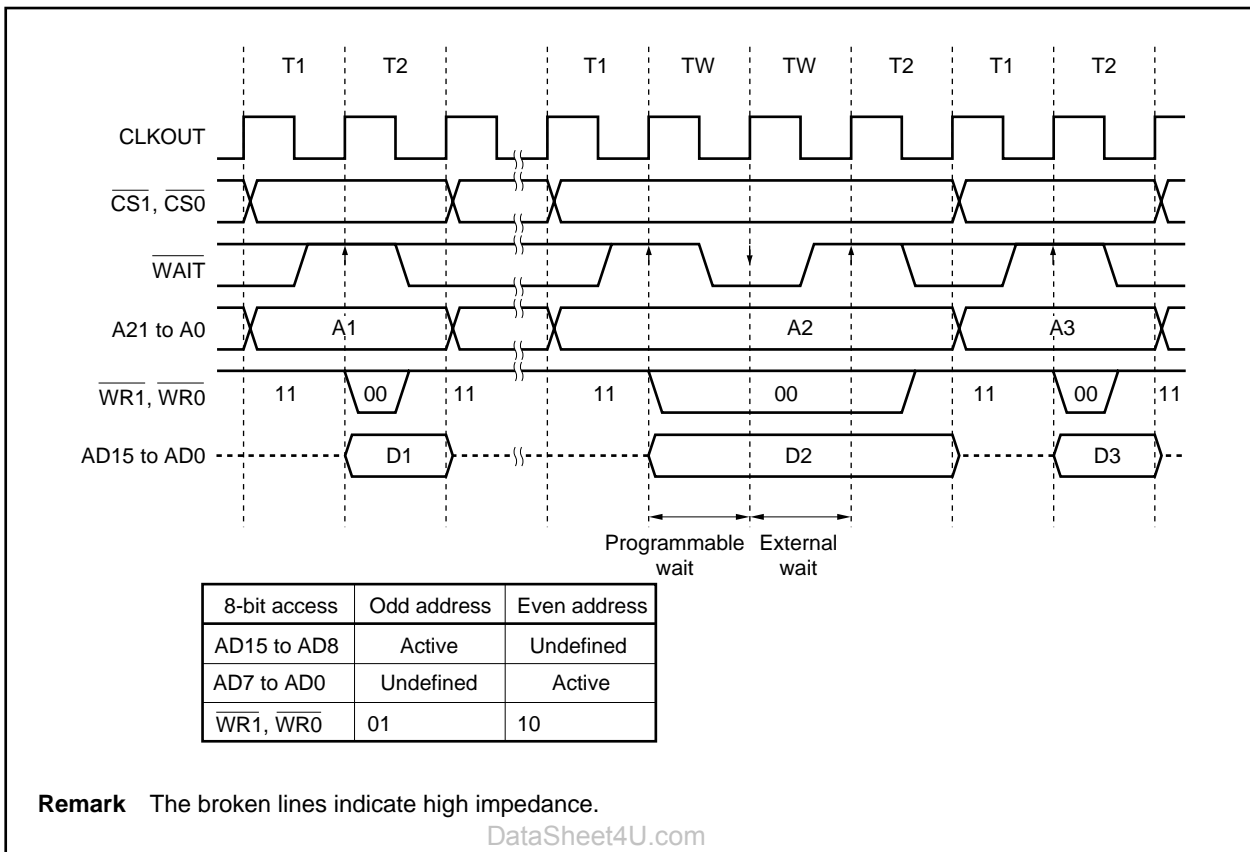 T1 T2 T1 TW TW T2 T1 T2
CLKOUT
CS1, CS0
WAIT
A21 to A0 A1 A2 A3
WR1, WR0 11 00 11 11 00 11 00 11
AD15 to AD0 D1 D2 D3
Programmable wait
External wait
8-bit access Odd address Even address
AD15 to AD8 Active Undefined
AD7 to AD0 Undefined Active
WR1, WR0 01 10
Remark The broken lines indicate high impedance.
DataSheet4U.com